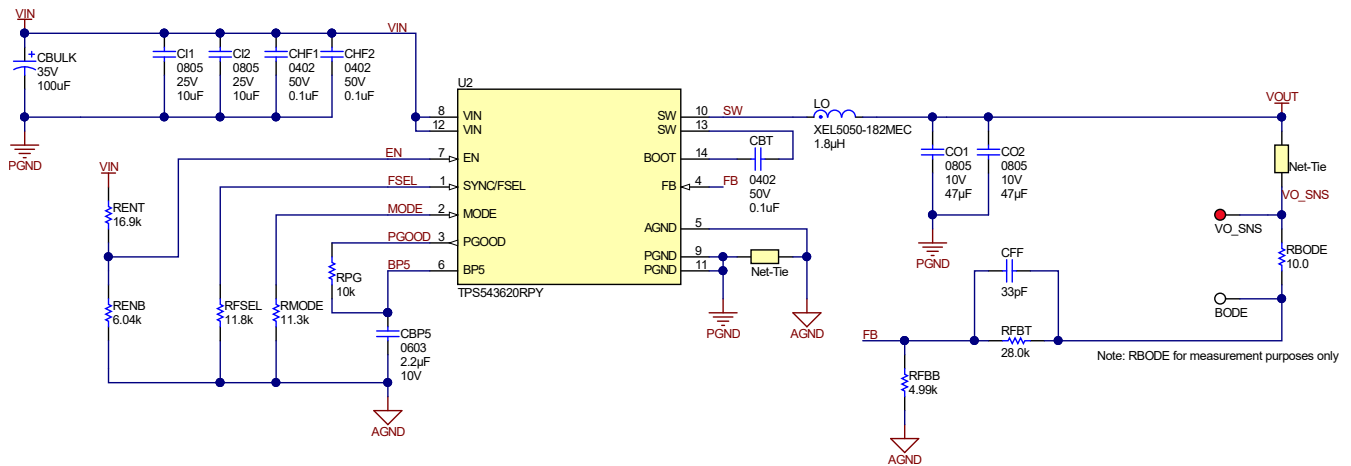 VIN
VIN
CBULK
+
35V
100uF
CI1
0805
25V
10uF
CI2
0805
25V
10uF
CHF1
0402
50V
0.1uF
CHF2
0402
50V
0.1uF
PGND
U2
8 VIN
12 VIN
EN 7 EN
FSEL 1 SYNC/FSEL
MODE 2 MODE
PGOOD 3 PGOOD
BP5 6 BP5
SW 10 SW
SW 13
BOOT 14
FB 4 FB
AGND 5
PGND 9
PGND 11
TPS543620RPY
VIN
RENT
16.9k
RENB
6.04k
RFSEL
11.8k
RMODE
11.3k
RPG
10k
CBP5
0603
2.2µF
10V
AGND
CBT
0402
50V
0.1uF
Net-Tie
PGND
AGND
LO
XEL5050-182MEC
1.8µH
CO1
0805
10V
47µF
CO2
0805
10V
47µF
PGND
VOUT
Net-Tie
VO_SNS
VO_SNS
RBODE
10.0
BODE
CFF
33pF
FB
RFBT
28.0k
RFBB
4.99k
AGND
Note: RBODE for measurement purposes only